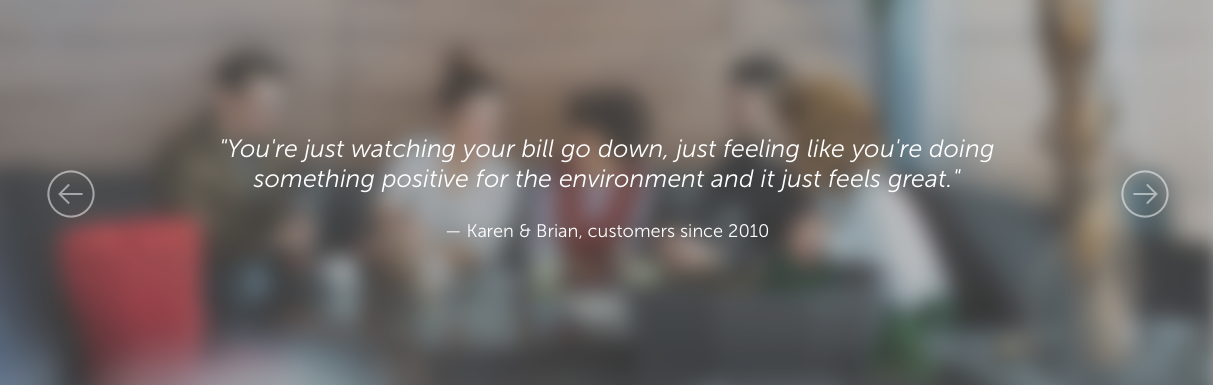 "You're just watching your bill go down, just feeling like you're doing
something positive for the environment and it just feels great."
— Karen & Brian, customers since 2010